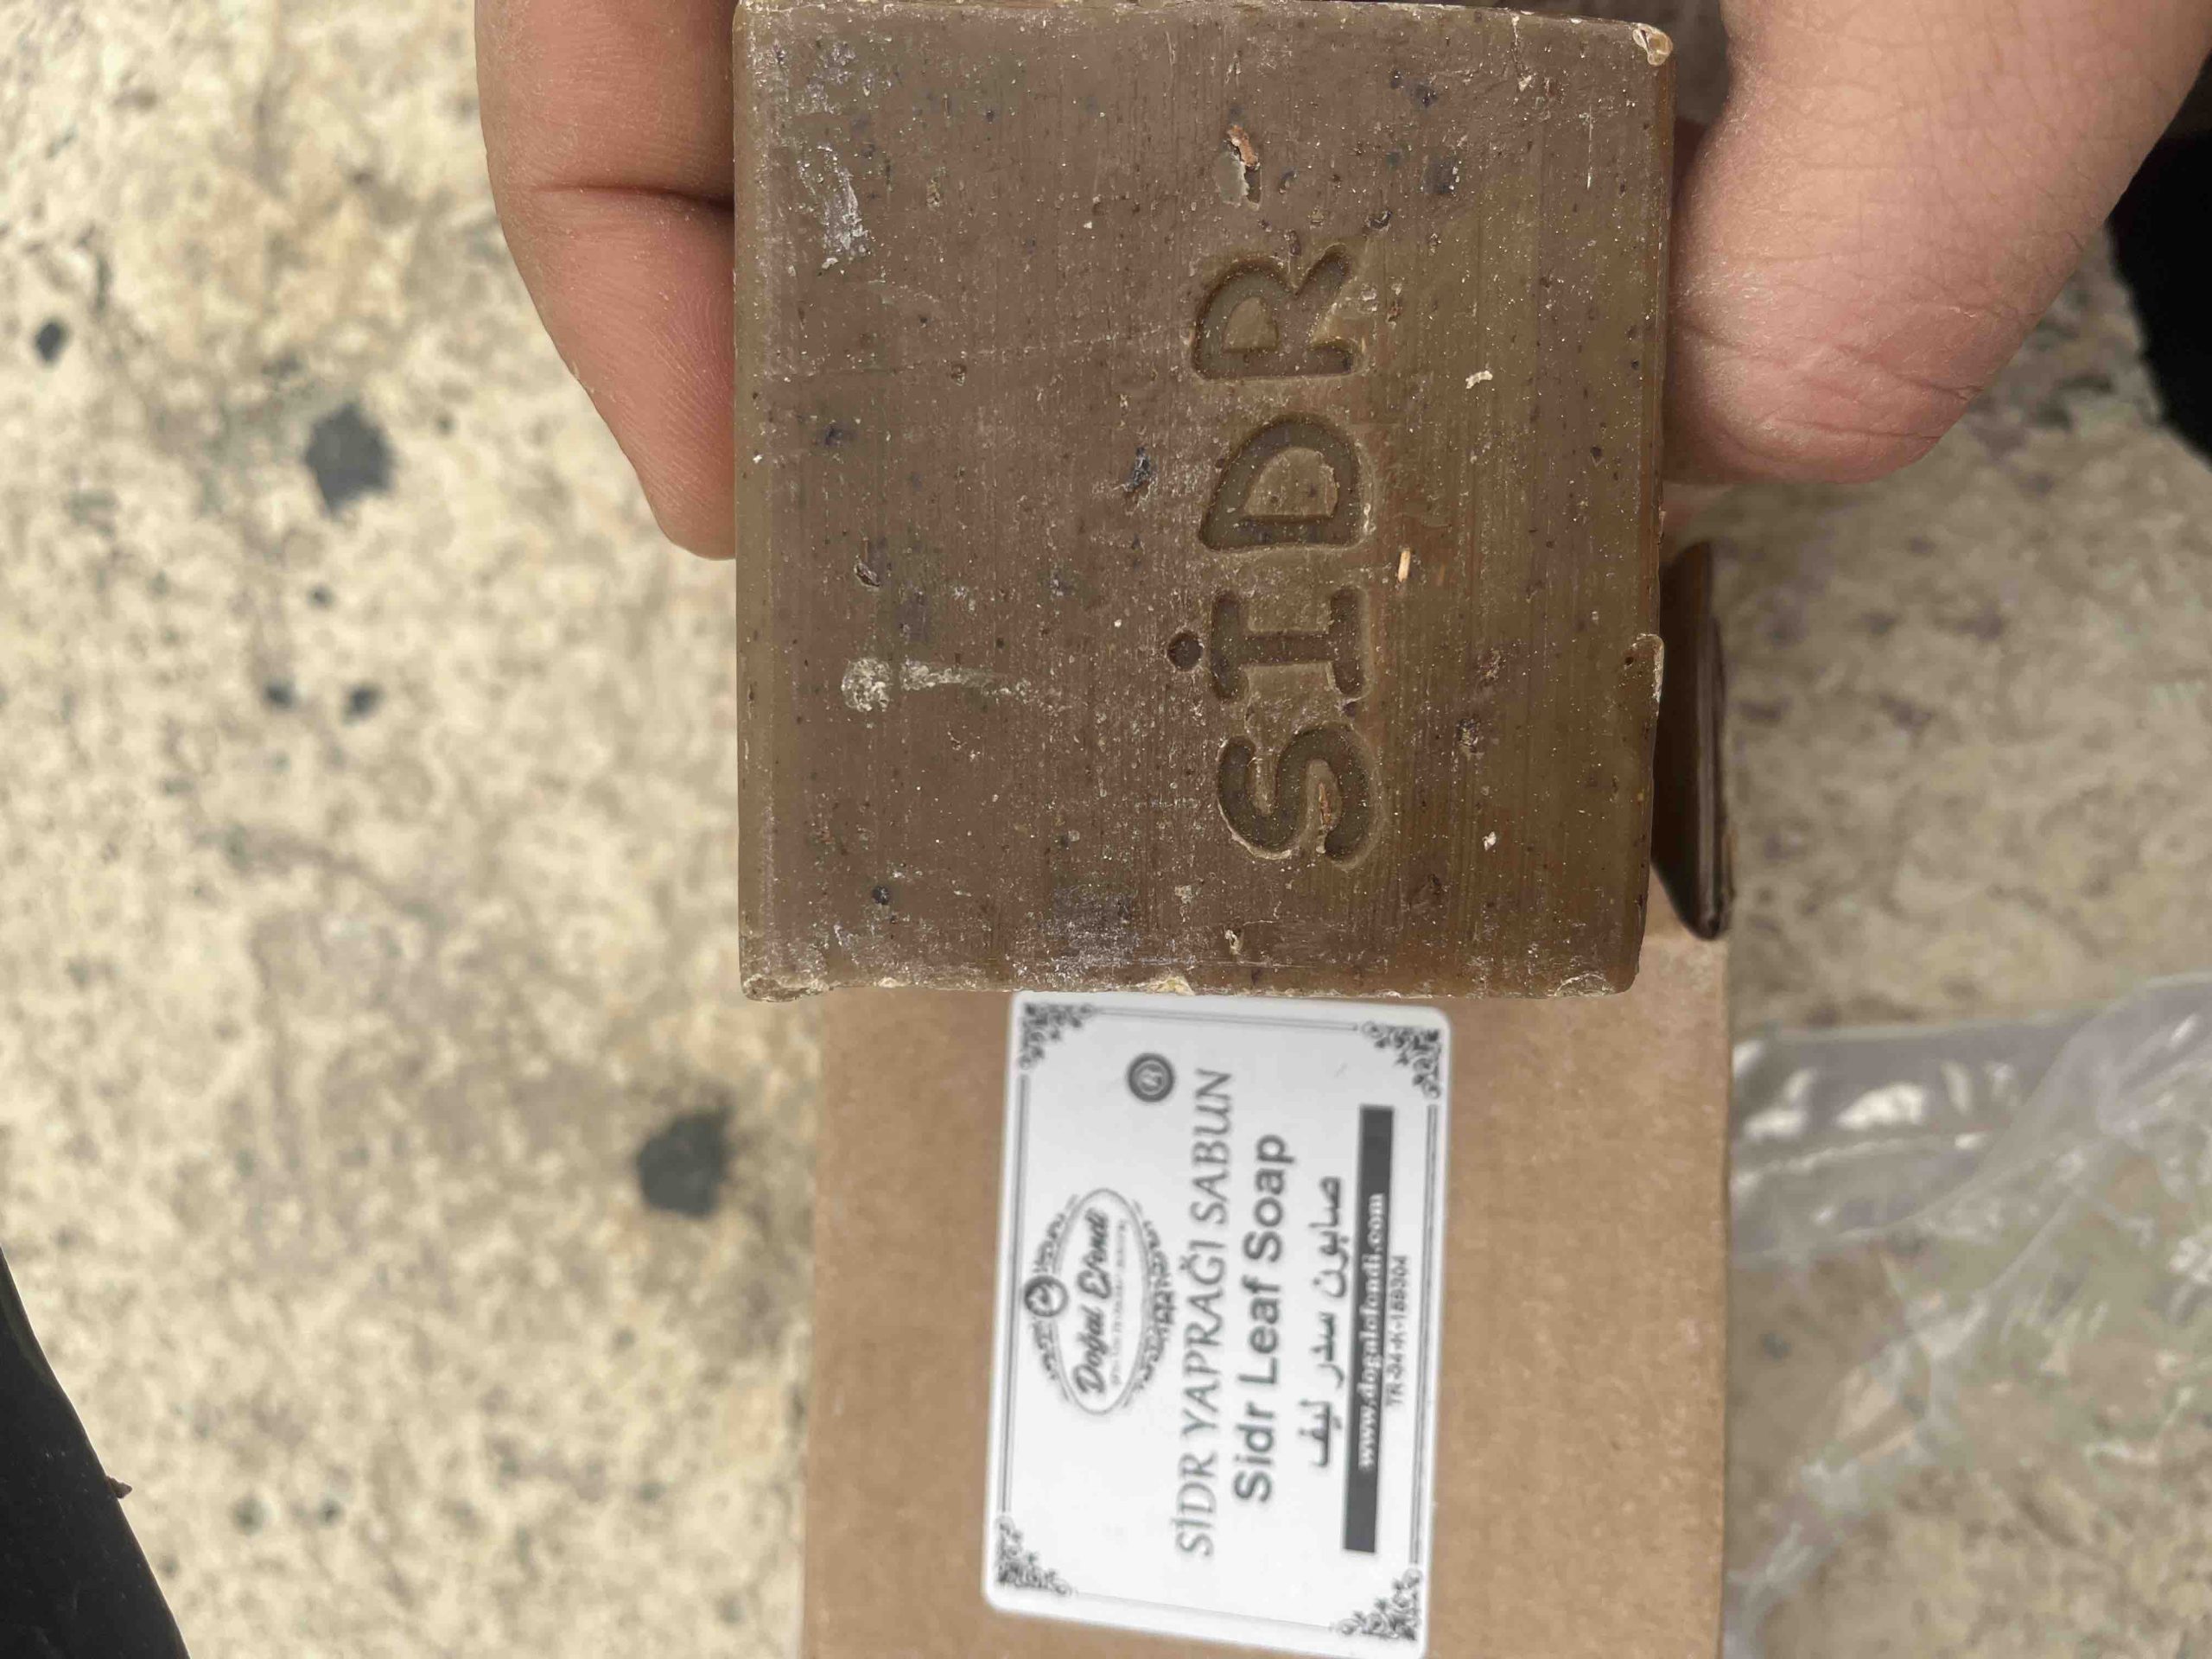 SİDR
Doğal Efendi
SİDR YAPRAĞI SABUN
Sidr Leaf Soap
صابون سدر ليف
www.dogalefendi.com